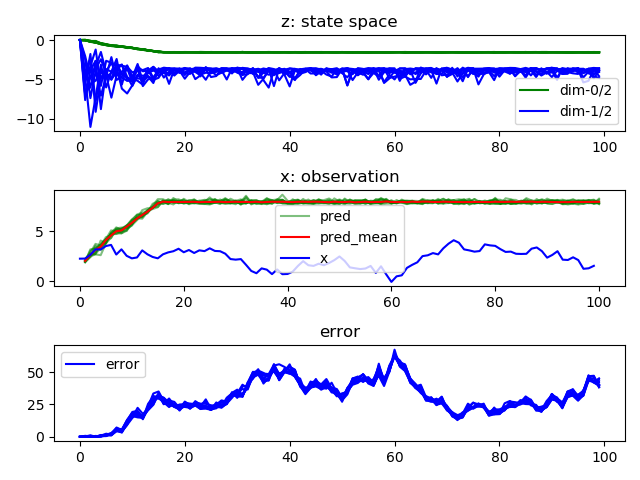 z: state space
0
−5
−10
dim-0/2
dim-1/2
0 20 40 60 80 100
x: observation
5
0
pred
pred_mean
x
0 20 40 60 80 100
error
50
25
0
error
0 20 40 60 80 100